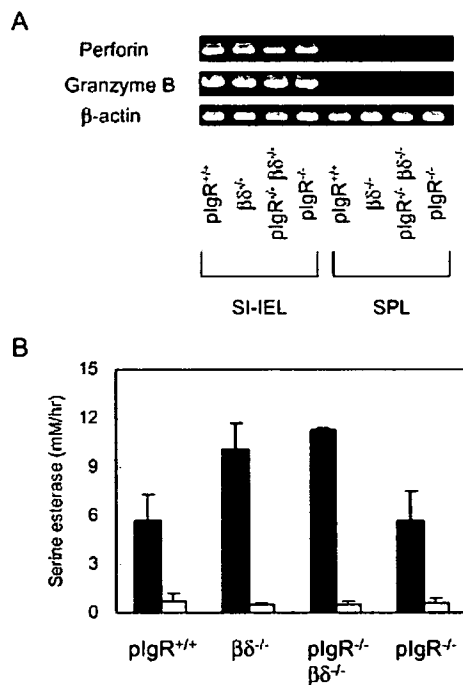 A
Perforin
Granzyme B
β-actin
pIgR+/+
βδ-/-
pIgR-/- βδ-/-
pIgR-/-
pIgR+/+
βδ-/-
pIgR-/- βδ-/-
pIgR-/-
SI-IEL
SPL
B
Serine esterase (mM/hr)
15
12
9
6
3
0
pIgR+/+
βδ-/-
pIgR-/-
βδ-/-
pIgR-/-